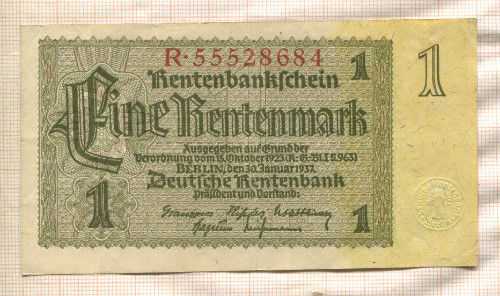 R·55528684
Rentenbankschein 1
1
Eine Rentenmark
Ausgegeben auf Grund der
Verordnung vom 15. Oktober 1923 (R.-G.-Bl. I S. 963)
BERLIN, den 30. Januar 1937
Deutsche Rentenbank
Präsident und Vorstand:
1 1